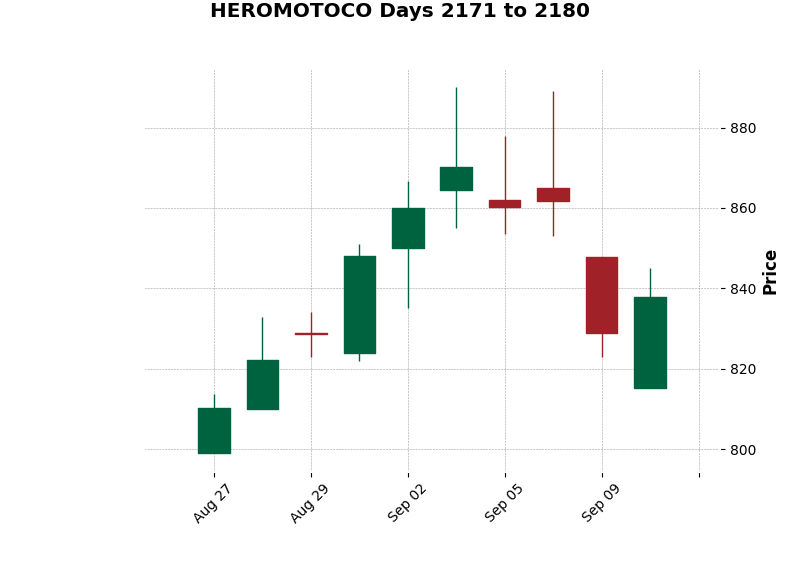 HEROMOTOCO Days 2171 to 2180
880
860
840
820
800
Price
Aug 27
Aug 29
Sep 02
Sep 05
Sep 09